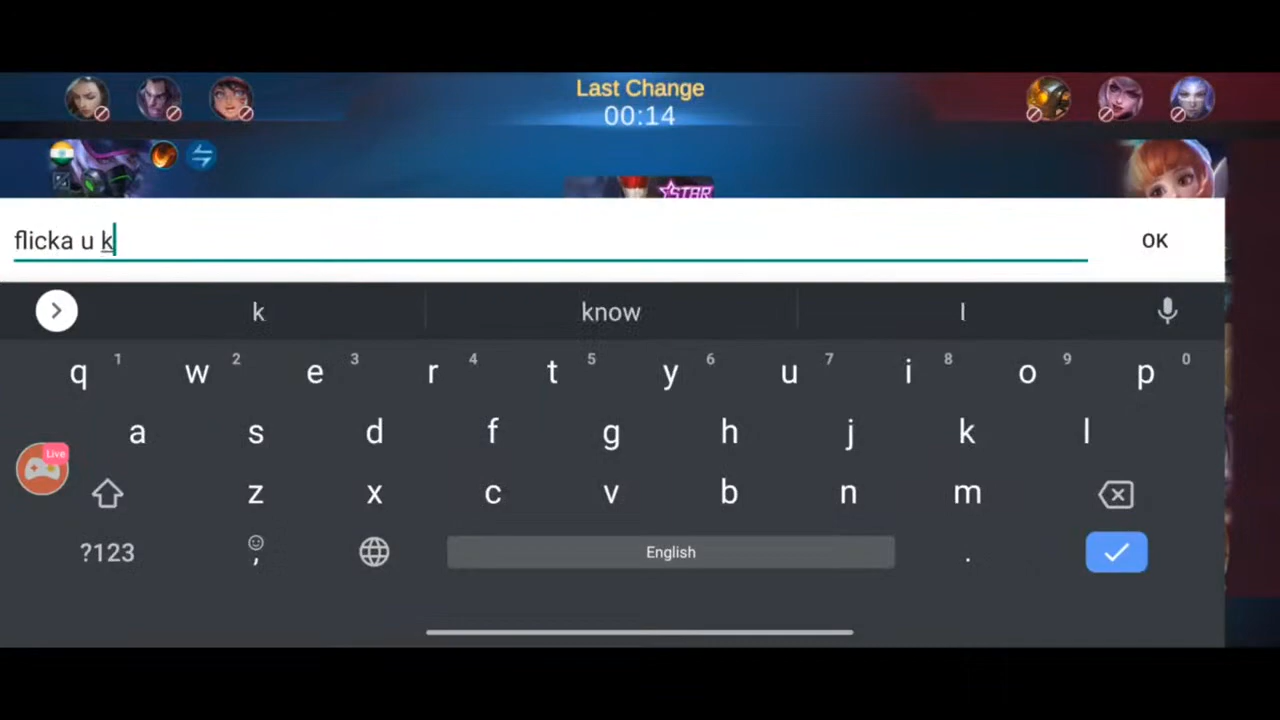 Last Change
00:14
STAR
flicka u k
OK
k know l
q 1 w 2 e 3 r 4 t 5 y 6 u 7 i 8 o 9 p 0
a s d f g h j k l
Live
z x c v b n m
?123 , English .